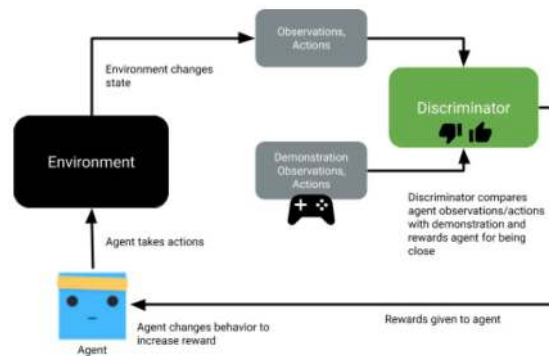 Observations,
Actions
Environment changes
state
Discriminator
Environment
Demonstration
Observations,
Actions
Discriminator compares
agent observations/actions
with demonstration and
rewards agent for being
close
Agent takes actions
Agent changes behavior to
increase reward
Rewards given to agent
Agent